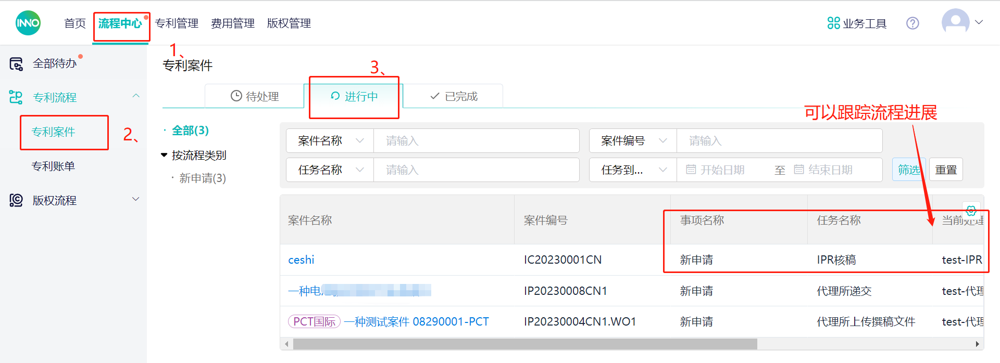 INNO 首页 流程中心 专利管理 费用管理 版权管理 业务工具 ?
1、
全部待办
专利案件
3、
待处理 进行中 已完成
专利流程
可以跟踪流程进展
专利案件
2、
· 全部(3)
案件名称 请输入 案件编号 请输入
按流程类别
专利账单
任务名称 请输入 任务到... 开始日期 至 结束日期 筛选 重置
· 新申请(3)
版权流程
案件名称 案件编号 事项名称 任务名称 当前处理
ceshi IC20230001CN 新申请 IPR核稿 test-IPR
一种电 IP20230008CN1 新申请 代理所递交 test-代理
PCT国际 一种测试案件 08290001-PCT IP20230004CN1.WO1 新申请 代理所上传撰稿文件 test-代理